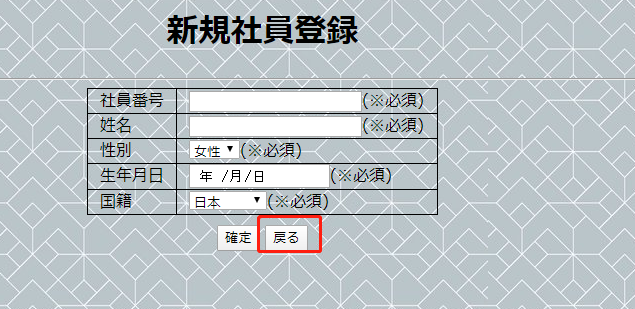 新規社員登録
社員番号 (※必須)
姓名 (※必須)
性別 女性 (※必須)
生年月日 年 /月/日 (※必須)
国籍 日本 (※必須)
確定 戻る